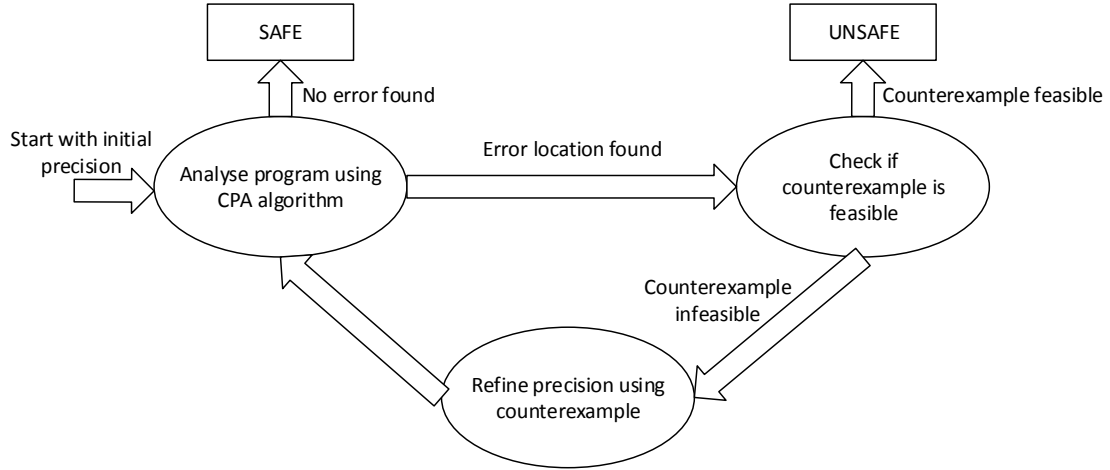 SAFE
UNSAFE
No error found
Counterexample feasible
Start with initial
precision
Analyse program using
CPA algorithm
Error location found
Check if
counterexample is
feasible
Counterexample
infeasible
Refine precision using
counterexample